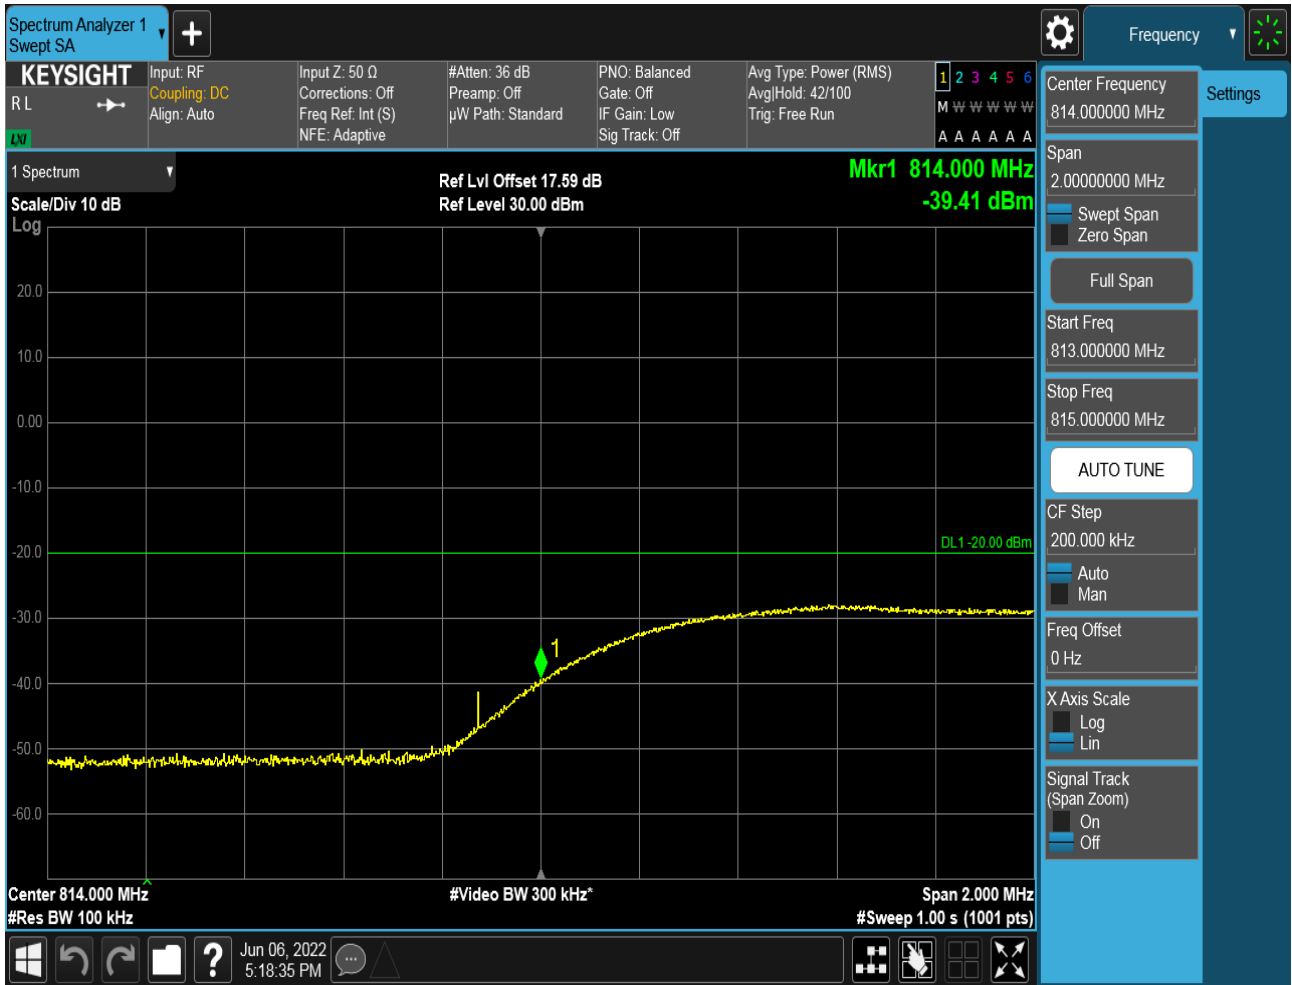 Spectrum Analyzer 1
Swept SA
+
Frequency
KEYSIGHT
R L
LXI
Input: RF
Coupling: DC
Align: Auto
Input Z: 50 Ω
Corrections: Off
Freq Ref: Int (S)
NFE: Adaptive
#Atten: 36 dB
Preamp: Off
µW Path: Standard
PNO: Balanced
Gate: Off
IF Gain: Low
Sig Track: Off
Avg Type: Power (RMS)
Avg|Hold: 42/100
Trig: Free Run
1 2 3 4 5 6
M W W W W W
A A A A A A
1 Spectrum
Scale/Div 10 dB
Log
Ref Lvl Offset 17.59 dB
Ref Level 30.00 dBm
Mkr1 814.000 MHz
-39.41 dBm
20.0
10.0
0.00
-10.0
-20.0
-30.0
-40.0
-50.0
-60.0
DL1 -20.00 dBm
1
Center 814.000 MHz
#Res BW 100 kHz
#Video BW 300 kHz*
Span 2.000 MHz
#Sweep 1.00 s (1001 pts)
?
Jun 06, 2022
5:18:35 PM
Center Frequency
814.000000 MHz
Span
2.00000000 MHz
Swept Span
Zero Span
Full Span
Start Freq
813.000000 MHz
Stop Freq
815.000000 MHz
AUTO TUNE
CF Step
200.000 kHz
Auto
Man
Freq Offset
0 Hz
X Axis Scale
Log
Lin
Signal Track
(Span Zoom)
On
Off
Settings